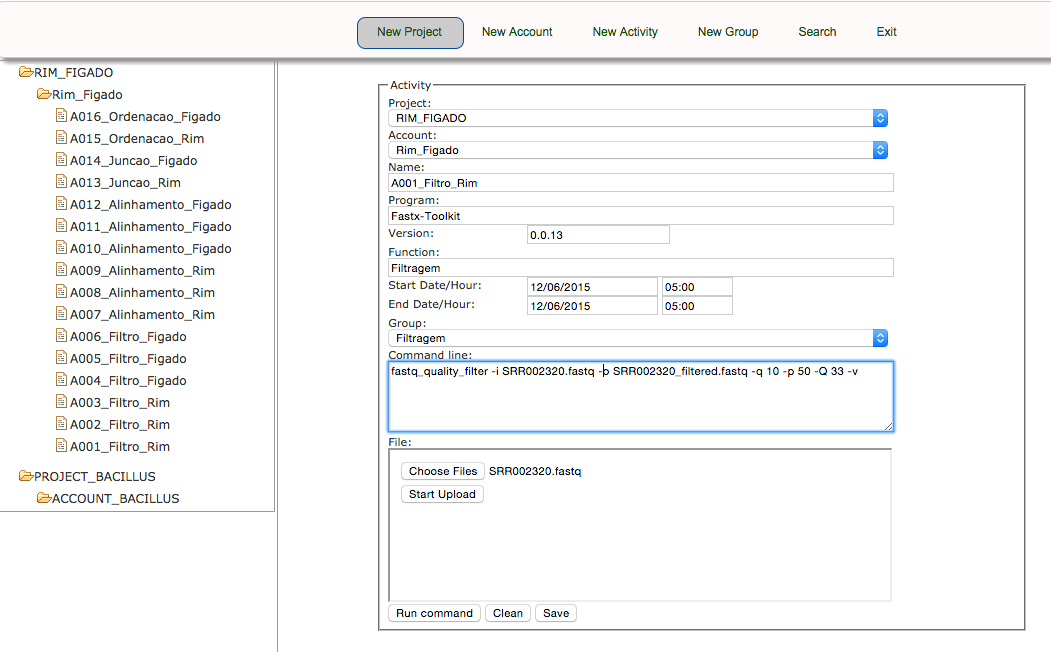 New Project New Account New Activity New Group Search Exit
RIM_FIGADO
Rim_Figado
A016_Ordenacao_Figado
A015_Ordenacao_Rim
A014_Juncao_Figado
A013_Juncao_Rim
A012_Alinhamento_Figado
A011_Alinhamento_Figado
A010_Alinhamento_Figado
A009_Alinhamento_Rim
A008_Alinhamento_Rim
A007_Alinhamento_Rim
A006_Filtro_Figado
A005_Filtro_Figado
A004_Filtro_Figado
A003_Filtro_Rim
A002_Filtro_Rim
A001_Filtro_Rim
PROJECT_BACILLUS
ACCOUNT_BACILLUS
Activity
Project:
RIM_FIGADO
Account:
Rim_Figado
Name:
A001_Filtro_Rim
Program:
Fastx-Toolkit
Version: 0.0.13
Function:
Filtragem
Start Date/Hour: 12/06/2015 05:00
End Date/Hour: 12/06/2015 05:00
Group:
Filtragem
Command line:
fastq_quality_filter -i SRR002320.fastq -o SRR002320_filtered.fastq -q 10 -p 50 -Q 33 -v
File:
Choose Files SRR002320.fastq
Start Upload
Run command Clean Save